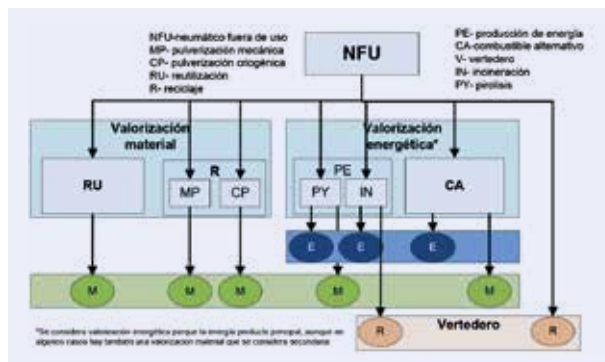 NFU-neumático fuera de uso
MP- pulverización mecánica
CP- pulverización criogénica
RU- reutilización
R- reciclaje
NFU
PE- producción de energía
CA-combustible alternativo
V- vertedero
IN- incineración
PY- pirolisis
Valorización
material
Valorización
energética*
RU
R
MP
CP
PE
PY
IN
CA
E
E
E
M
M
M
M
M
R
Vertedero
R
*Se considera valorización energética porque la energía producto principal, aunque en
algunos casos hay también una valorización material que se considera secundaria